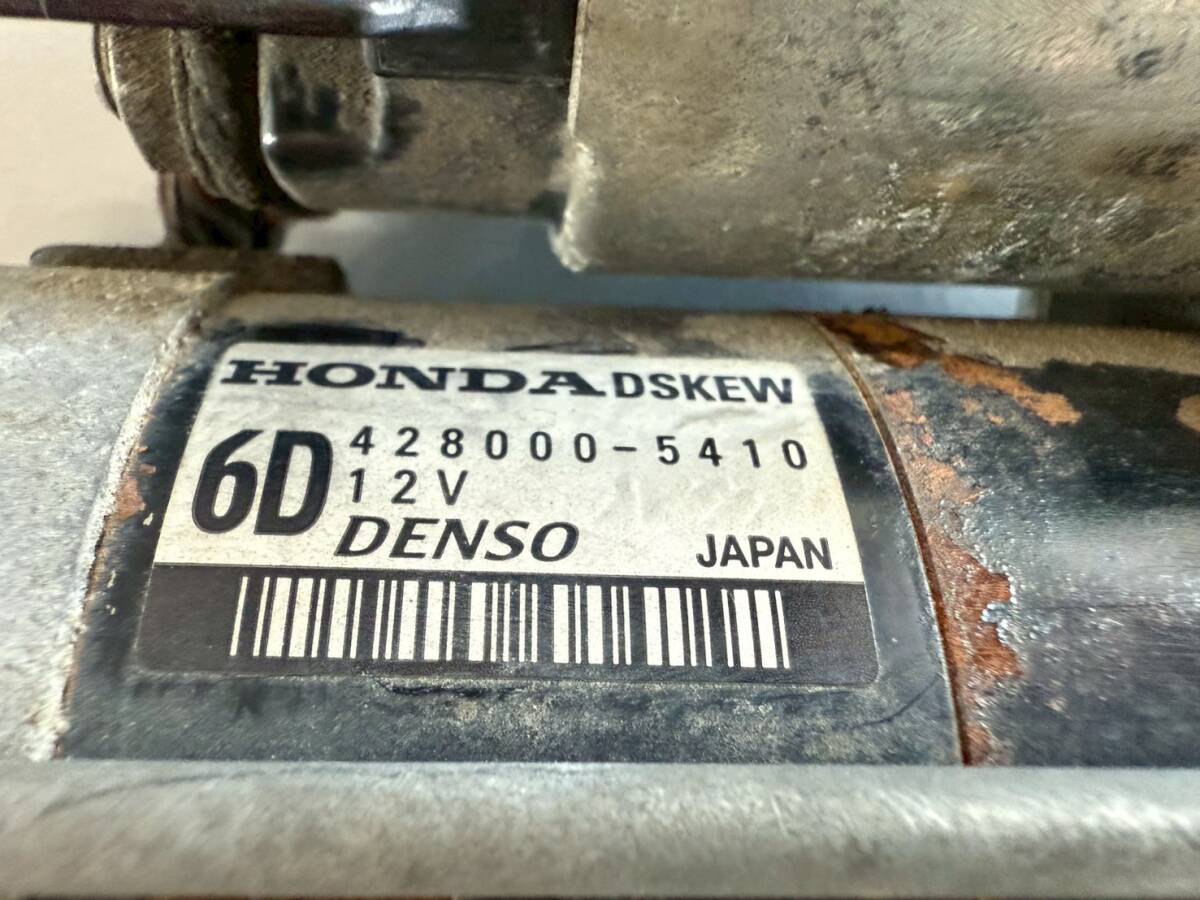 HONDA DSKEW
6D 428000-5410
12V
DENSO JAPAN